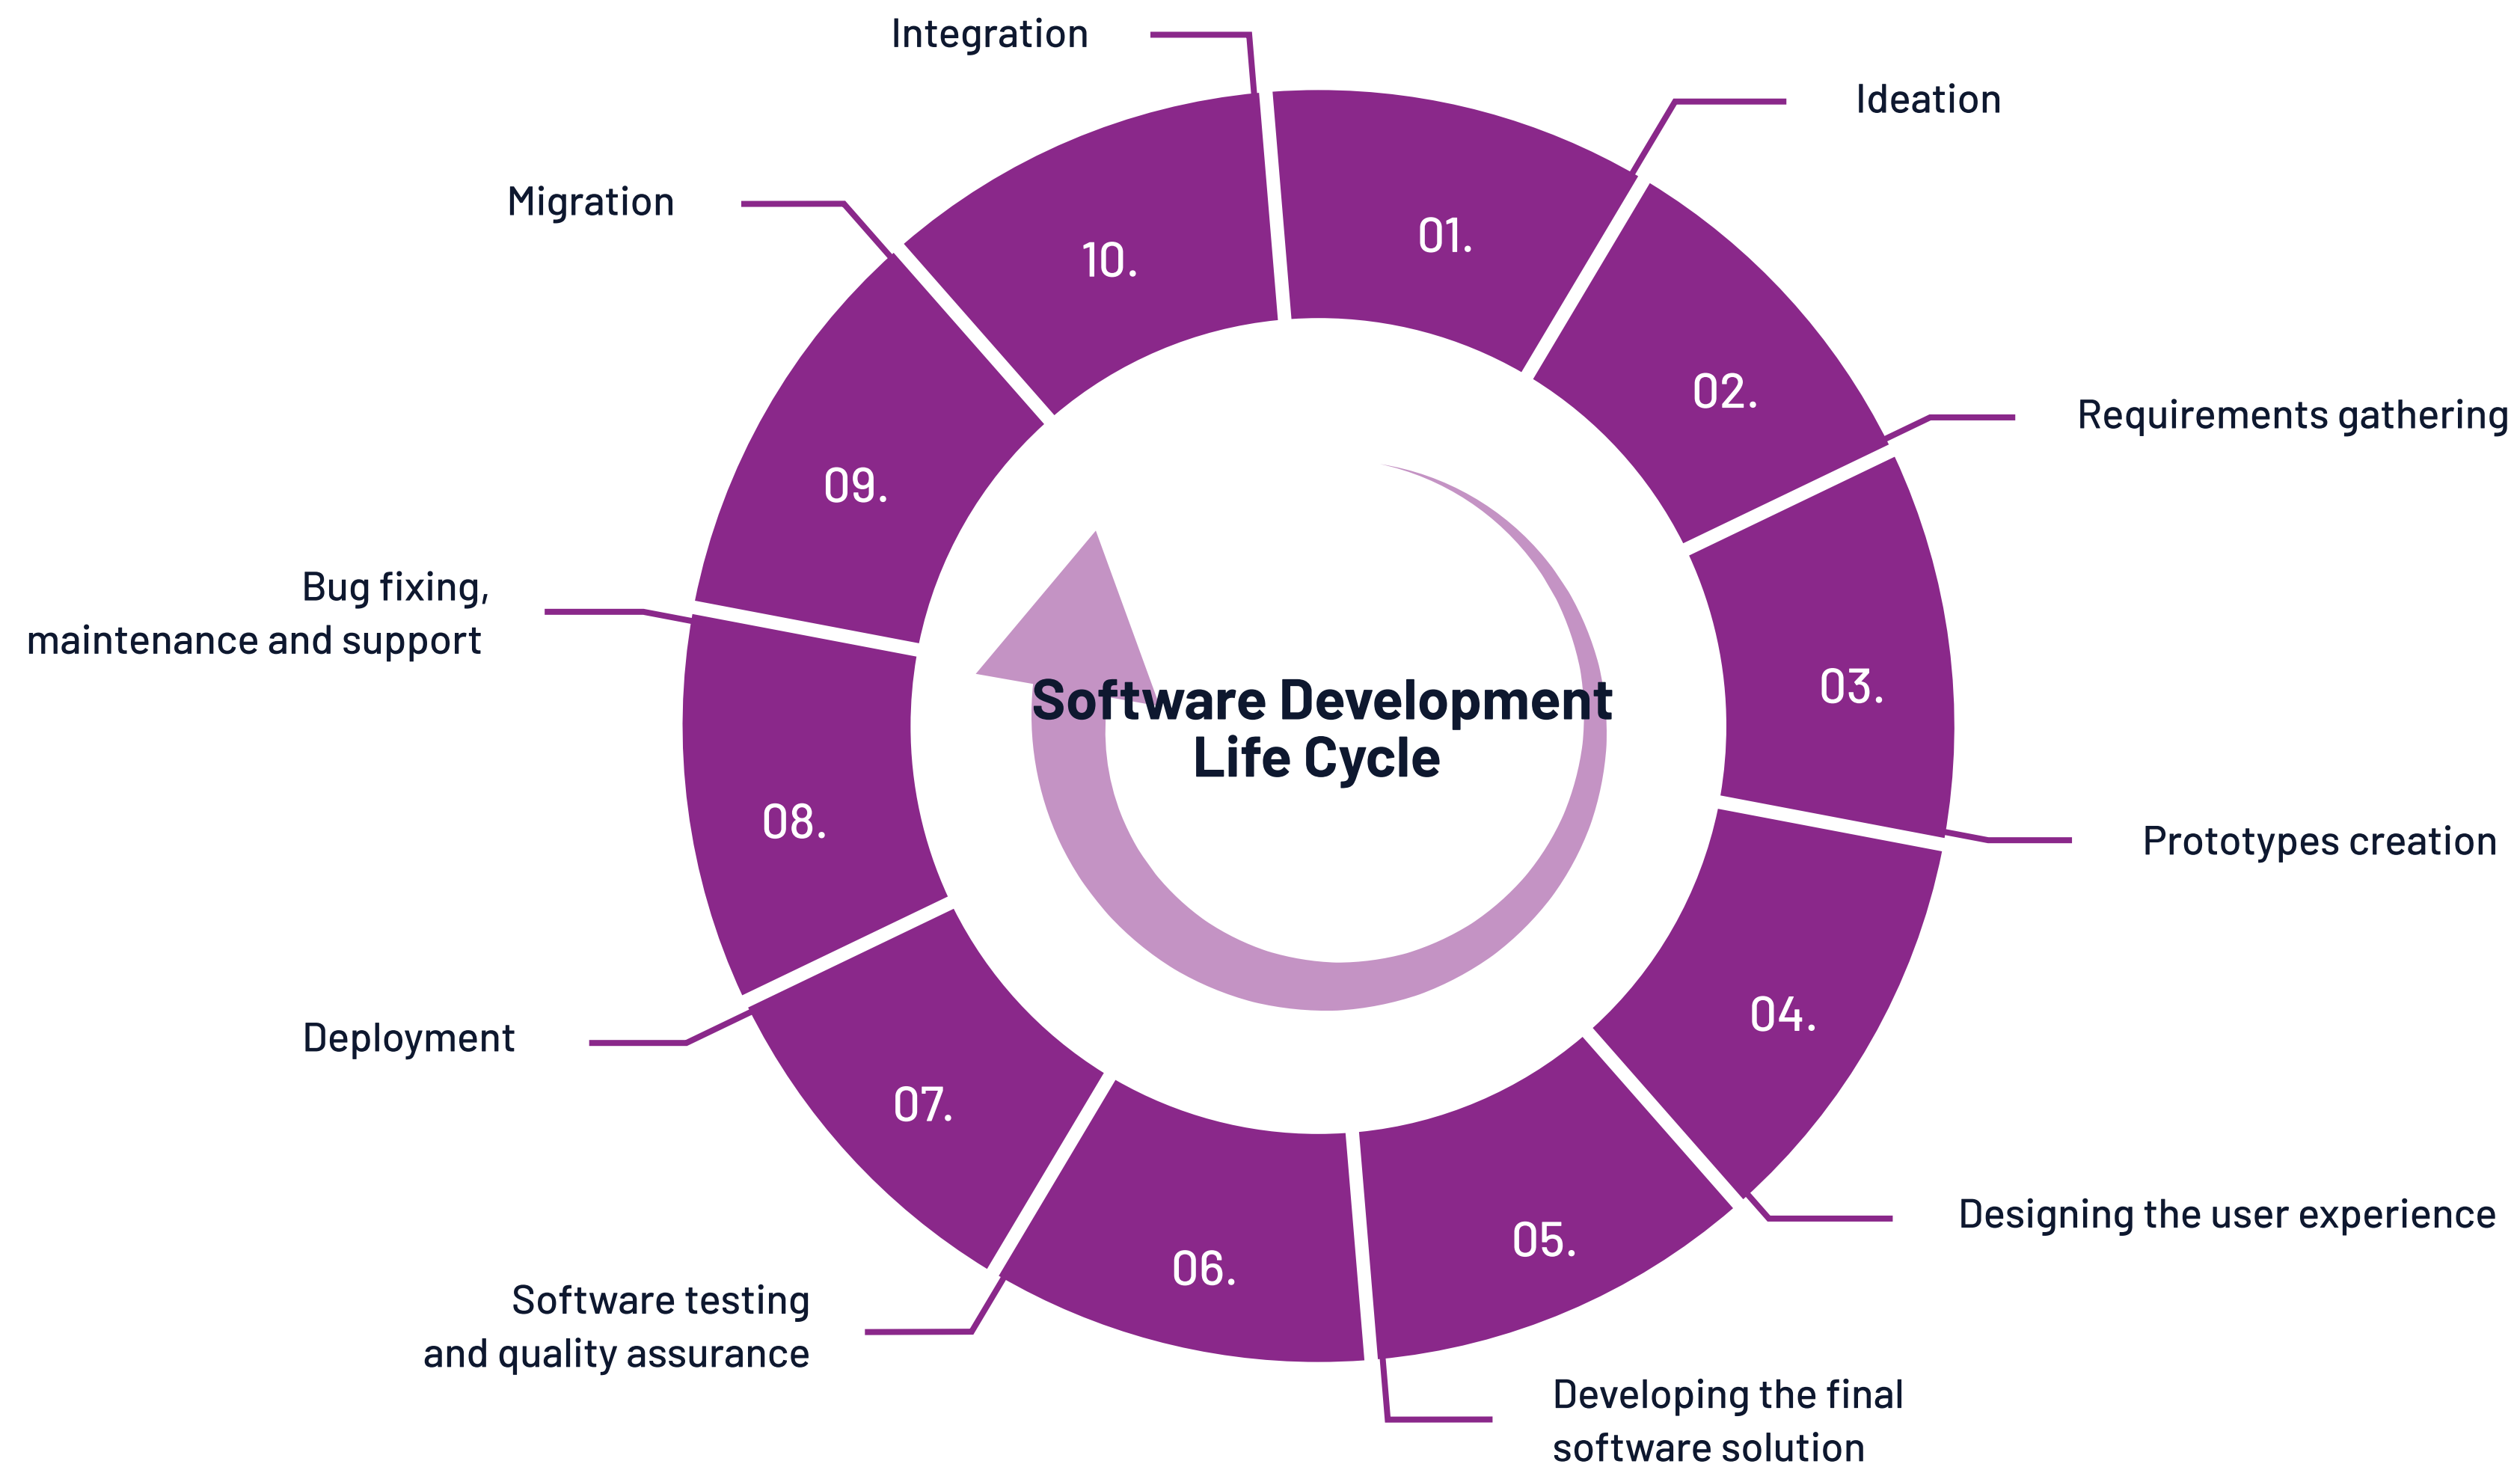 Integration
Ideation
Migration
10.
01.
02.
Requirements gathering
09.
Bug fixing,
maintenance and support
03.
Software Development
Life Cycle
08.
Prototypes creation
04.
Deployment
07.
Designing the user experience
05.
06.
Software testing
and quality assurance
Developing the final
software solution